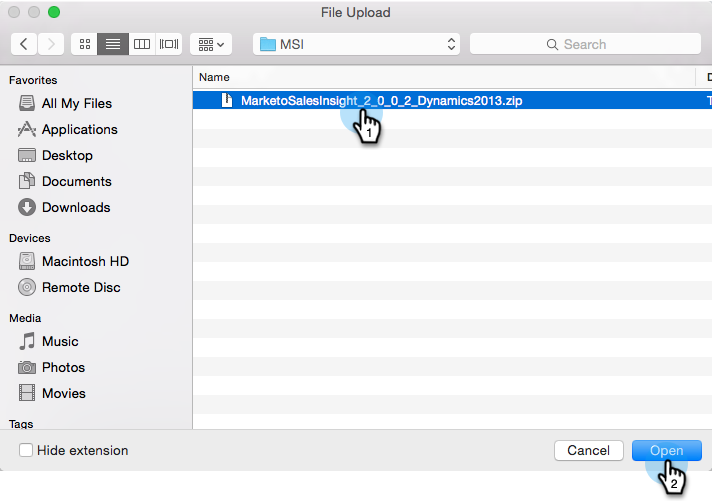 File Upload
MSI
Search
Favorites
All My Files
Applications
Desktop
Documents
Downloads
Devices
Macintosh HD
Remote Disc
Media
Music
Photos
Movies
Tags
Name
D
MarketoSalesInsight_2_0_0_2_Dynamics2013.zip
T
1
Hide extension
Cancel
Open
2